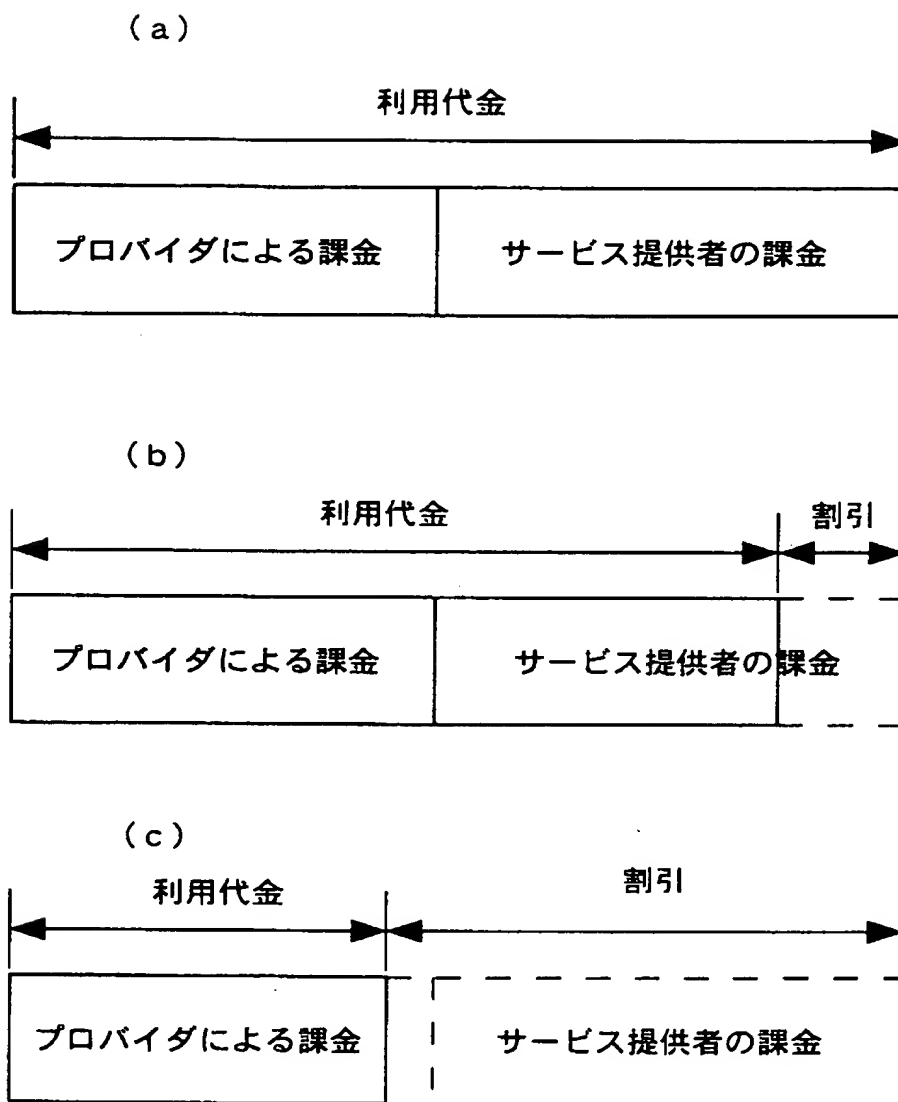 (a)
利用代金
プロバイダによる課金 サービス提供者の課金
(b)
利用代金 割引
プロバイダによる課金 サービス提供者の課金
(c)
利用代金 割引
プロバイダによる課金 サービス提供者の課金